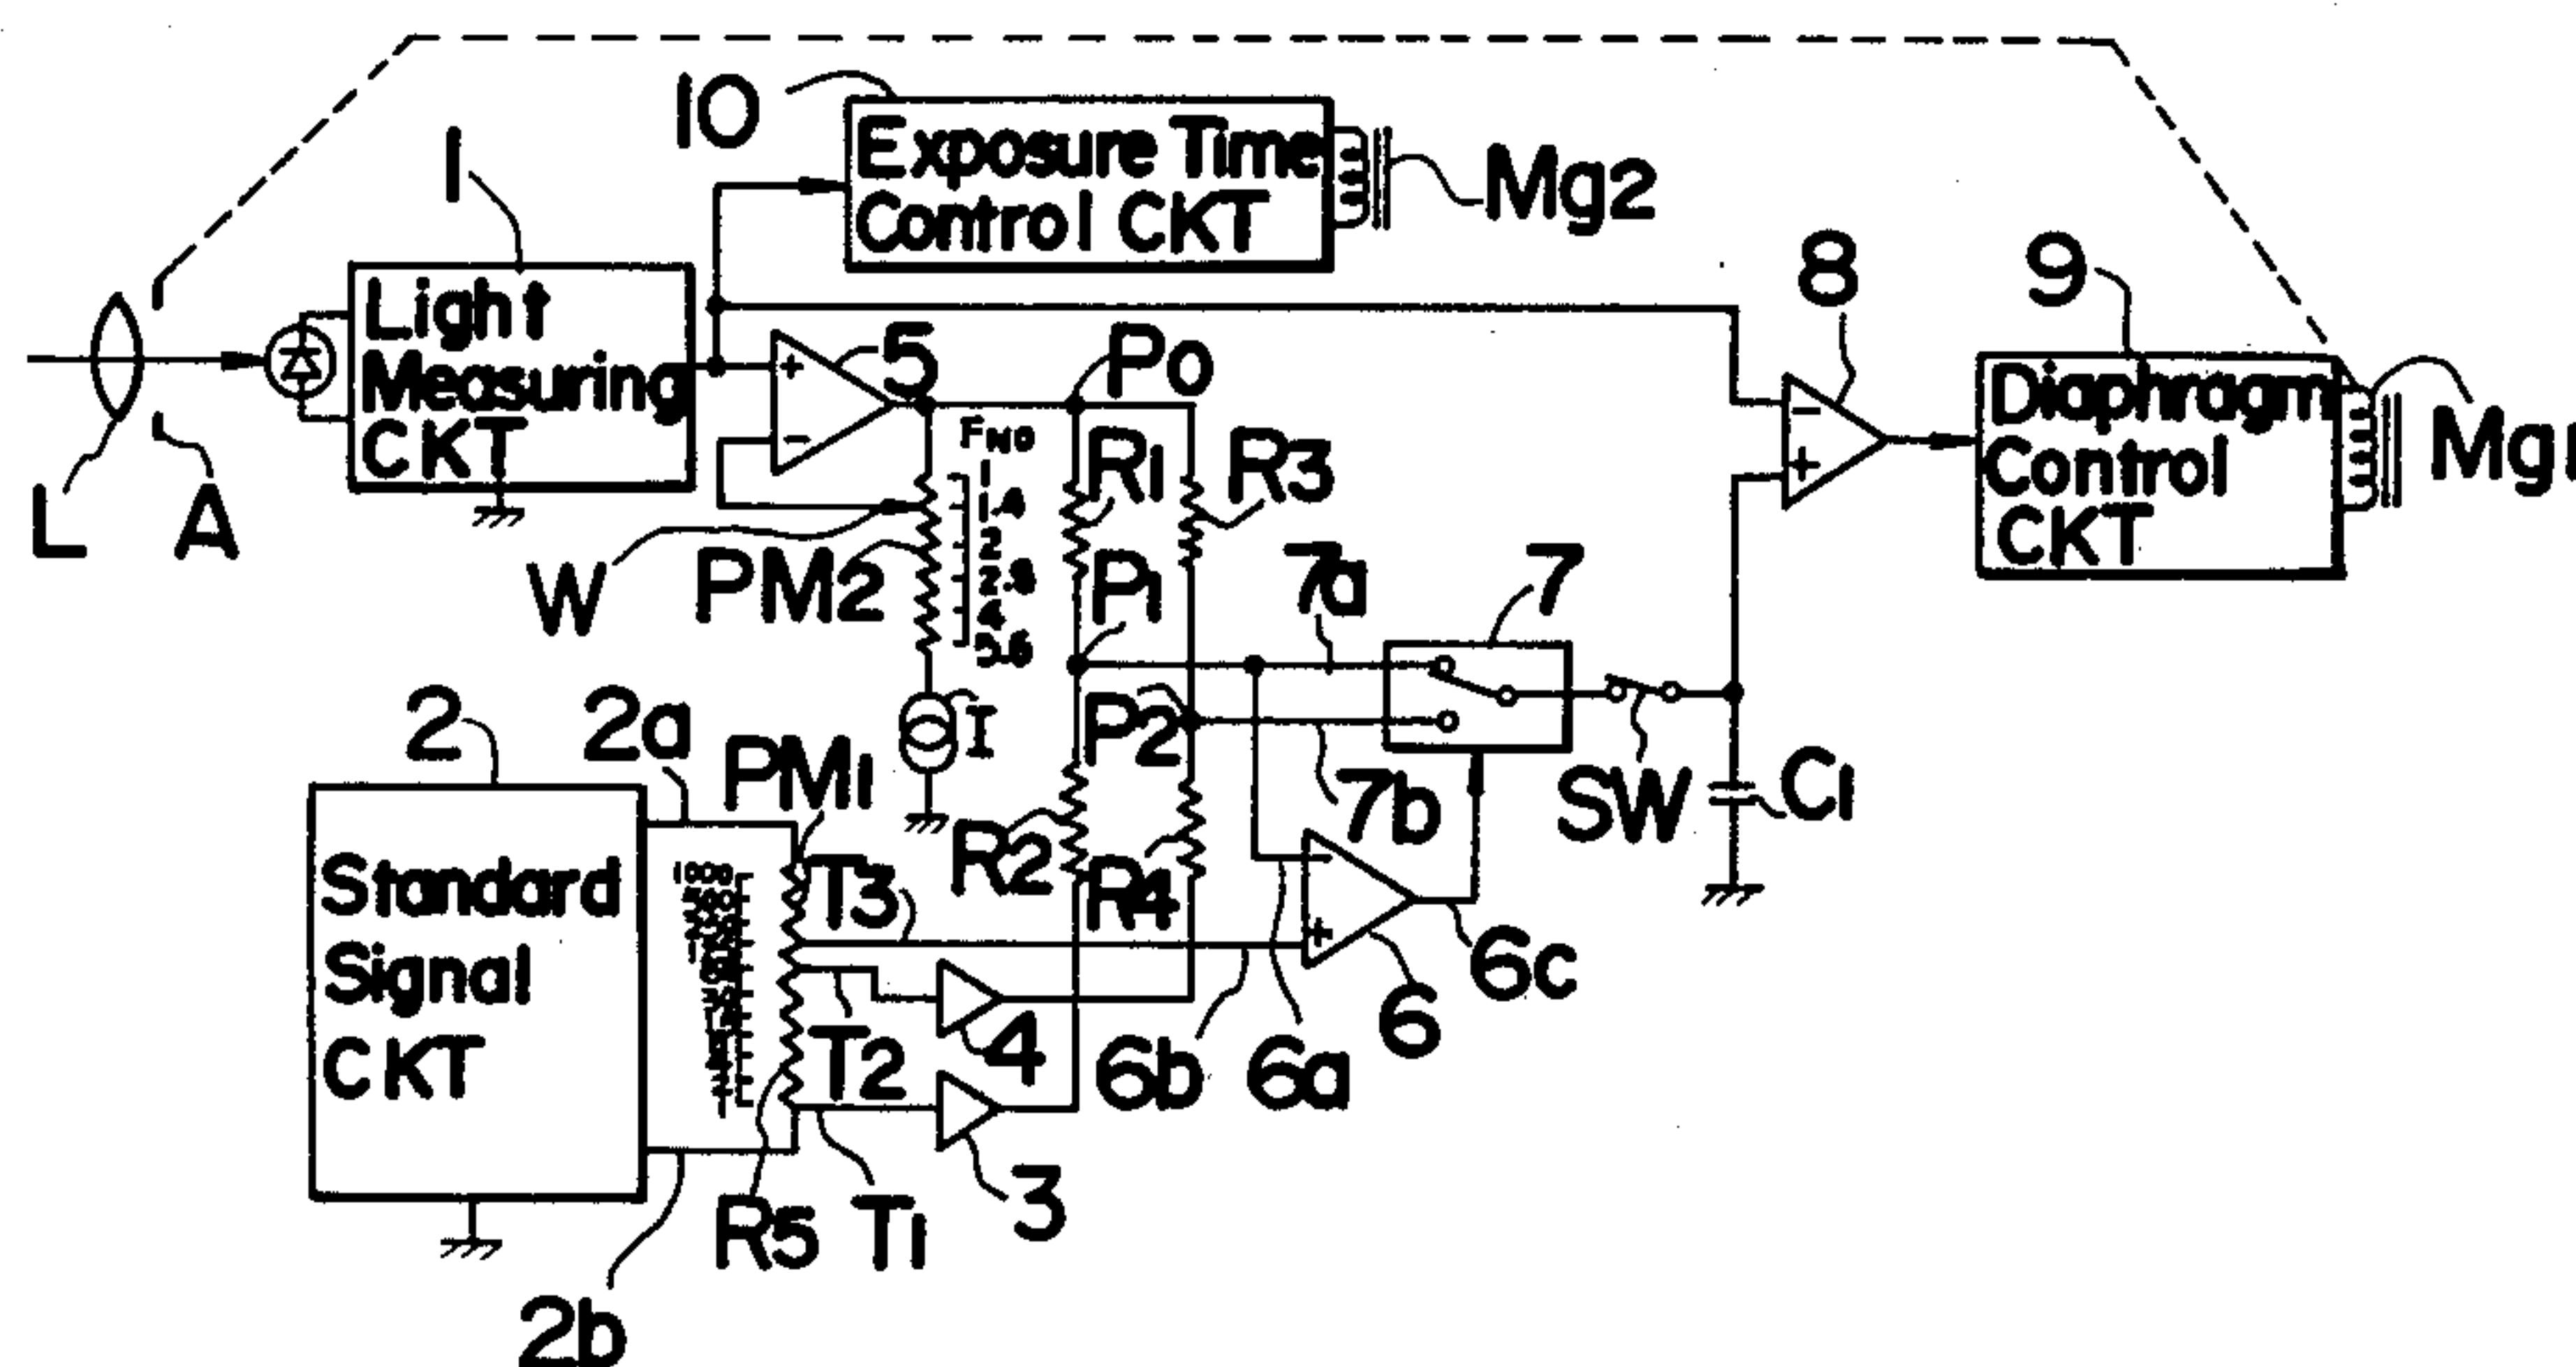 10
Exposure Time
Control CKT
Mg2
1
Light
Measuring
CKT
L
A
5
Po
8
9
Diaphragm
Control
CKT
Mg1
FNO
1
1.4
2
2.8
4
5.6
W
PM2
R1
R3
P1
7a
7
P2
7b
SW
C1
I
2
2a
PM1
Standard
Signal
CKT
1000
T3
R2
R4
6c
6
T2
4
6b
6a
3
R5
T1
2b